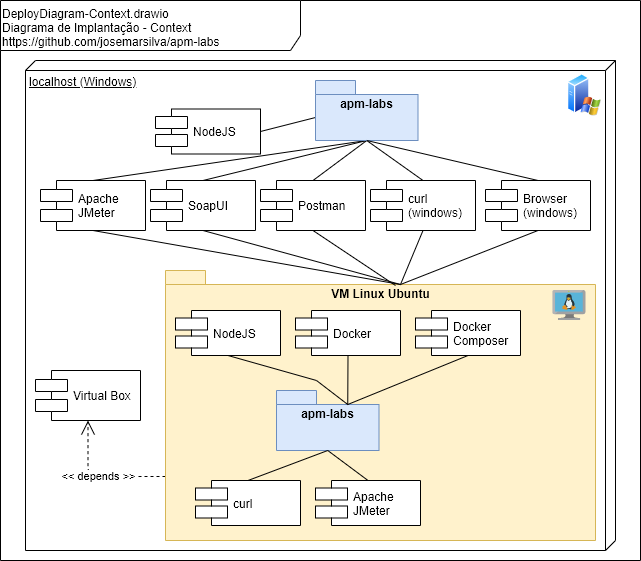 DeployDiagram-Context.drawio
Diagrama de Implantação - Context
https://github.com/josemarsilva/apm-labs
localhost (Windows)
apm-labs
NodeJS
Apache
JMeter
SoapUI
Postman
curl
(windows)
Browser
(windows)
VM Linux Ubuntu
NodeJS
Docker
Docker
Composer
Virtual Box
apm-labs
<< depends >>
curl
Apache
JMeter